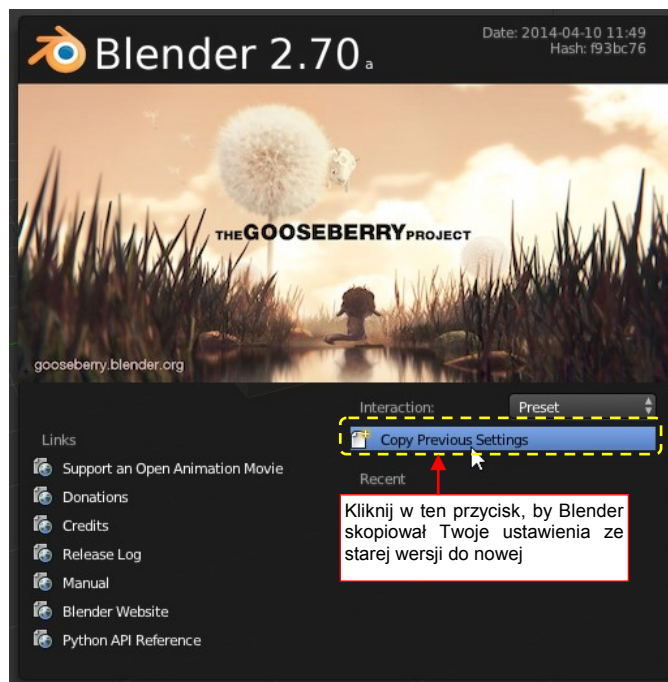 Blender 2.70 a
Date: 2014-04-10 11:49
Hash: f93bc76
THE GOOSEBERRY PROJECT
gooseberry.blender.org
Interaction:
Preset
Copy Previous Settings
Links
Support an Open Animation Movie
Donations
Credits
Release Log
Manual
Blender Website
Python API Reference
Recent
Kliknij w ten przycisk, by Blender
skopiował Twoje ustawienia ze
starej wersji do nowej